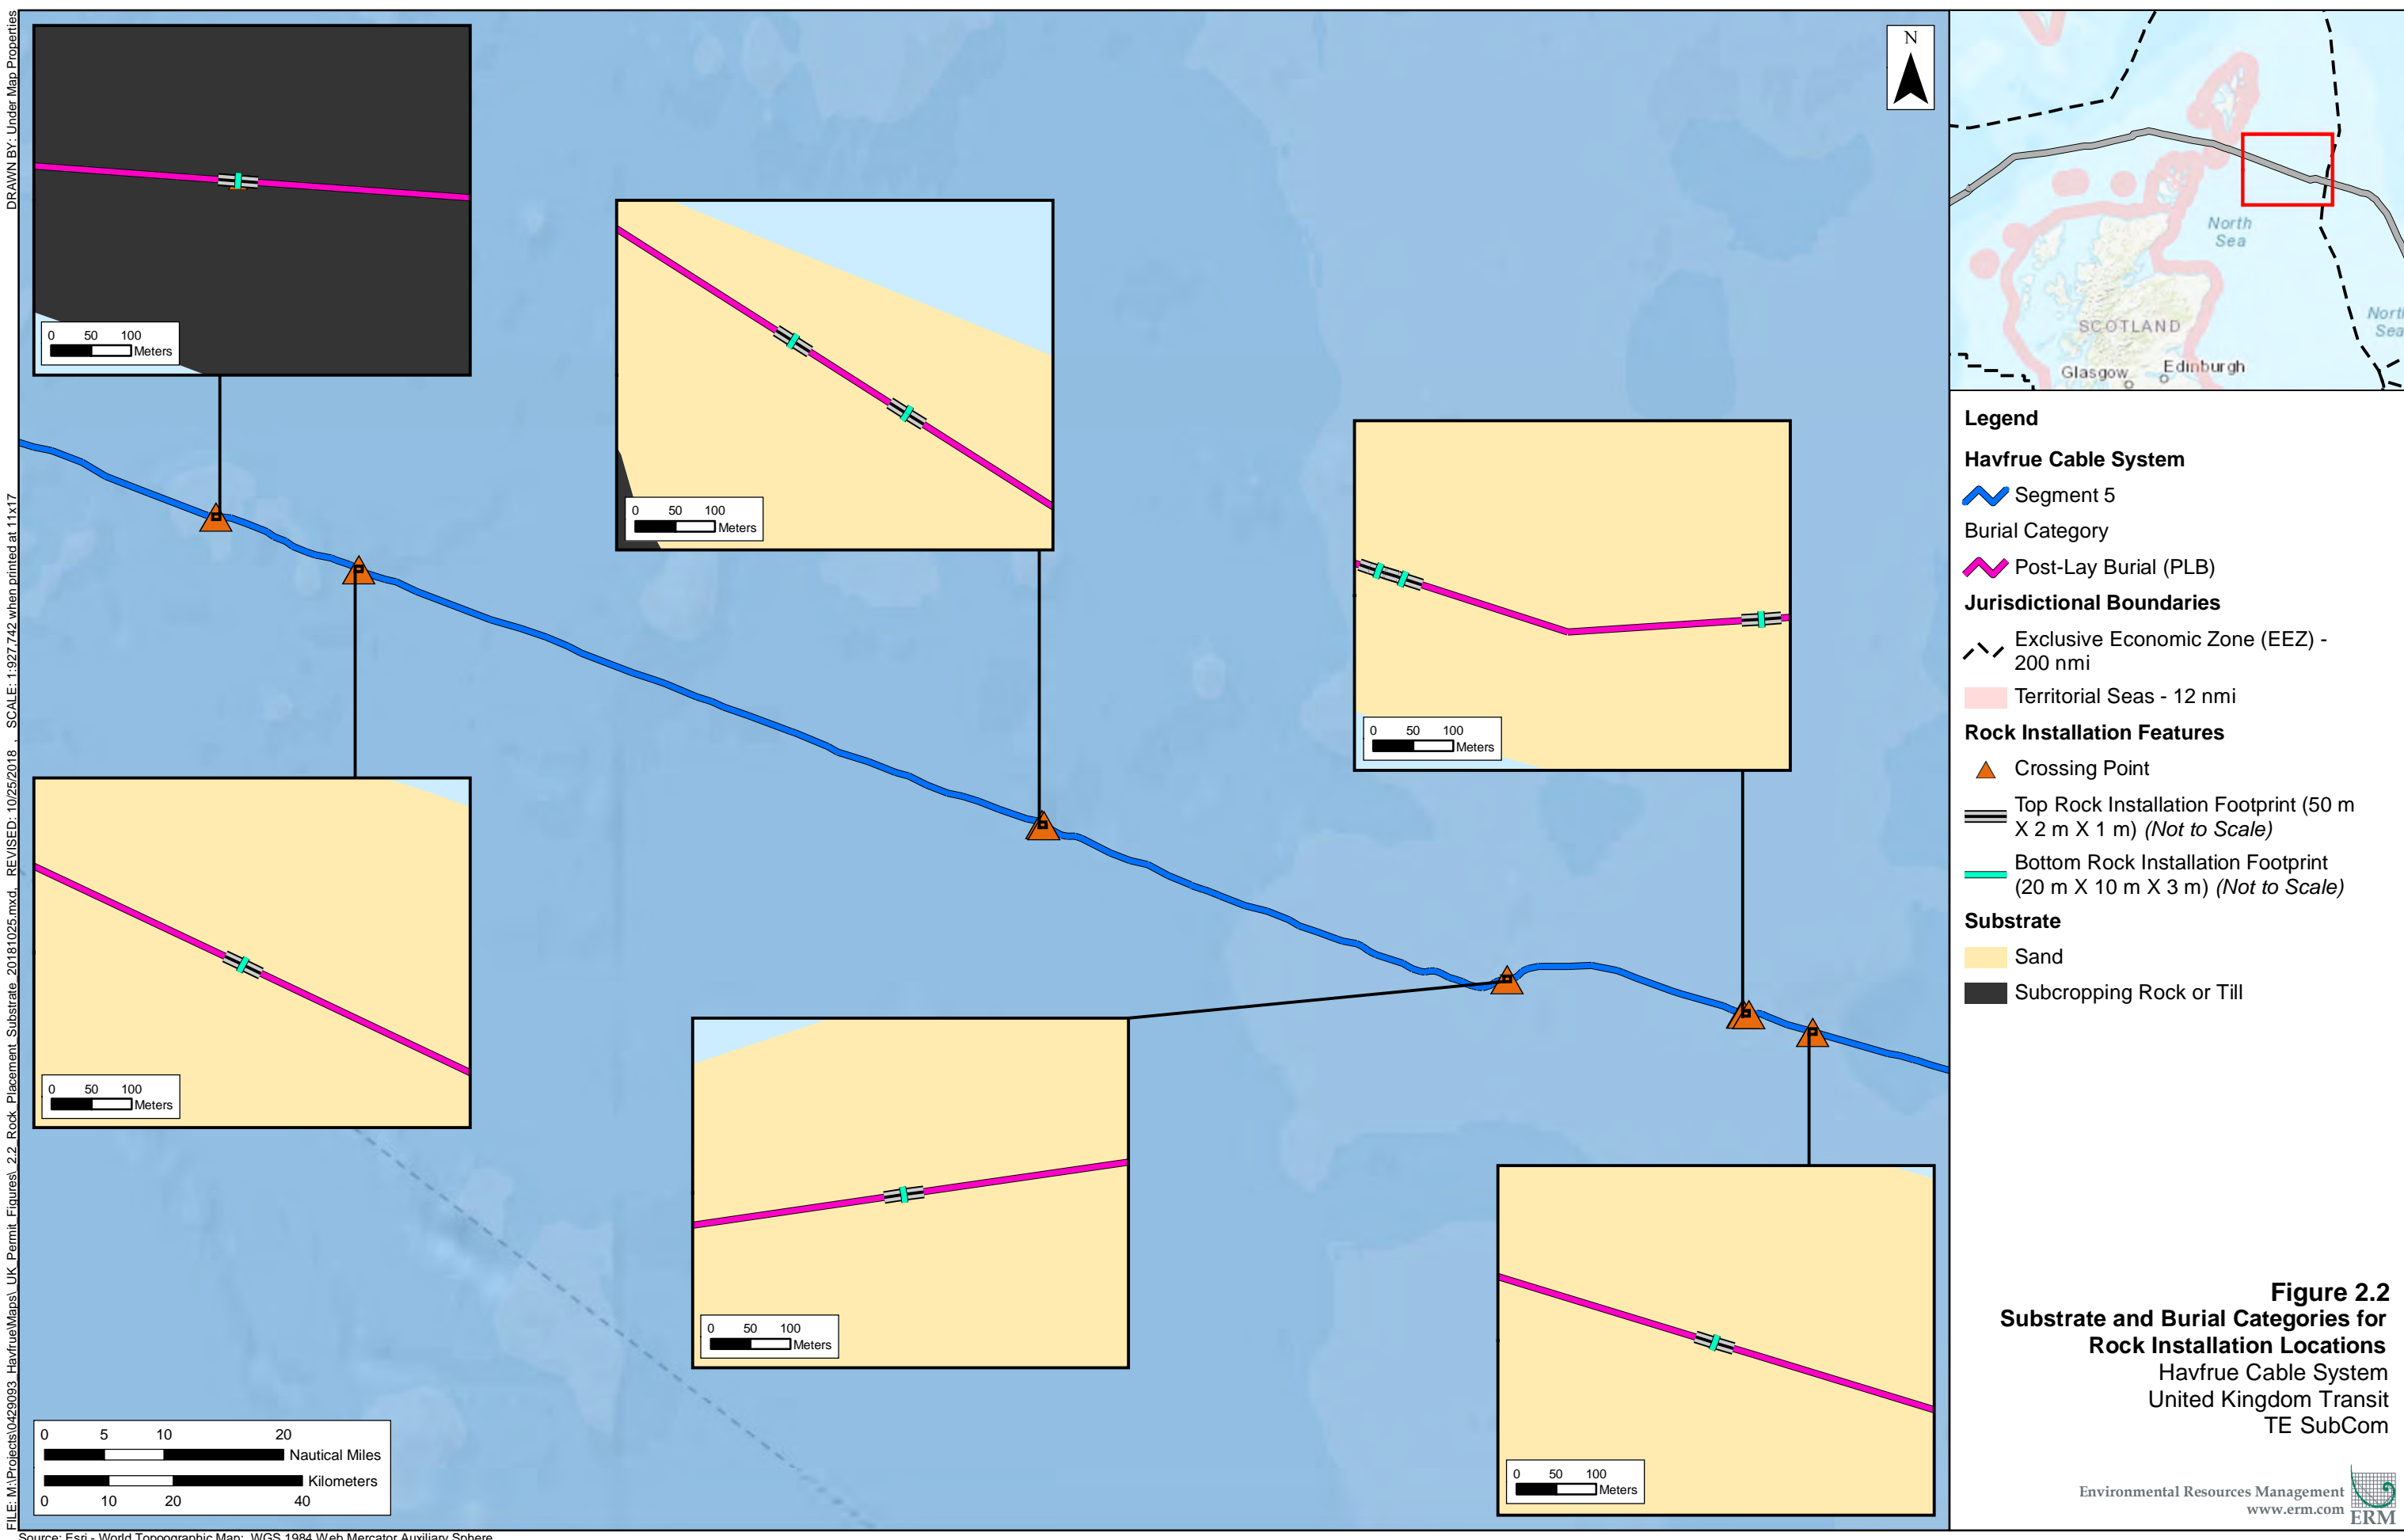 DRAWN BY: Under Map Properties
FILE: M:\Projects\0429093_Havfrue\Maps\_UK_Permit_Figures\_2.2_Rock_Placement_Substrate_20181025.mxd, REVISED: 10/25/2018 , SCALE: 1:927,742 when printed at 11x17
N
0 50 100
Meters
0 50 100
Meters
0 50 100
Meters
0 50 100
Meters
0 50 100
Meters
0 50 100
Meters
0 5 10 20
Nautical Miles
Kilometers
0 10 20 40
Source: Esri - World Topographic Map; WGS 1984 Web Mercator Auxiliary Sphere
North
Sea
North
Sea
SCOTLAND
Glasgow
Edinburgh
Legend
Havfrue Cable System
Segment 5
Burial Category
Post-Lay Burial (PLB)
Jurisdictional Boundaries
Exclusive Economic Zone (EEZ) -
200 nmi
Territorial Seas - 12 nmi
Rock Installation Features
Crossing Point
Top Rock Installation Footprint (50 m
X 2 m X 1 m) (Not to Scale)
Bottom Rock Installation Footprint
(20 m X 10 m X 3 m) (Not to Scale)
Substrate
Sand
Subcropping Rock or Till
Figure 2.2
Substrate and Burial Categories for
Rock Installation Locations
Havfrue Cable System
United Kingdom Transit
TE SubCom
Environmental Resources Management
www.erm.com
ERM